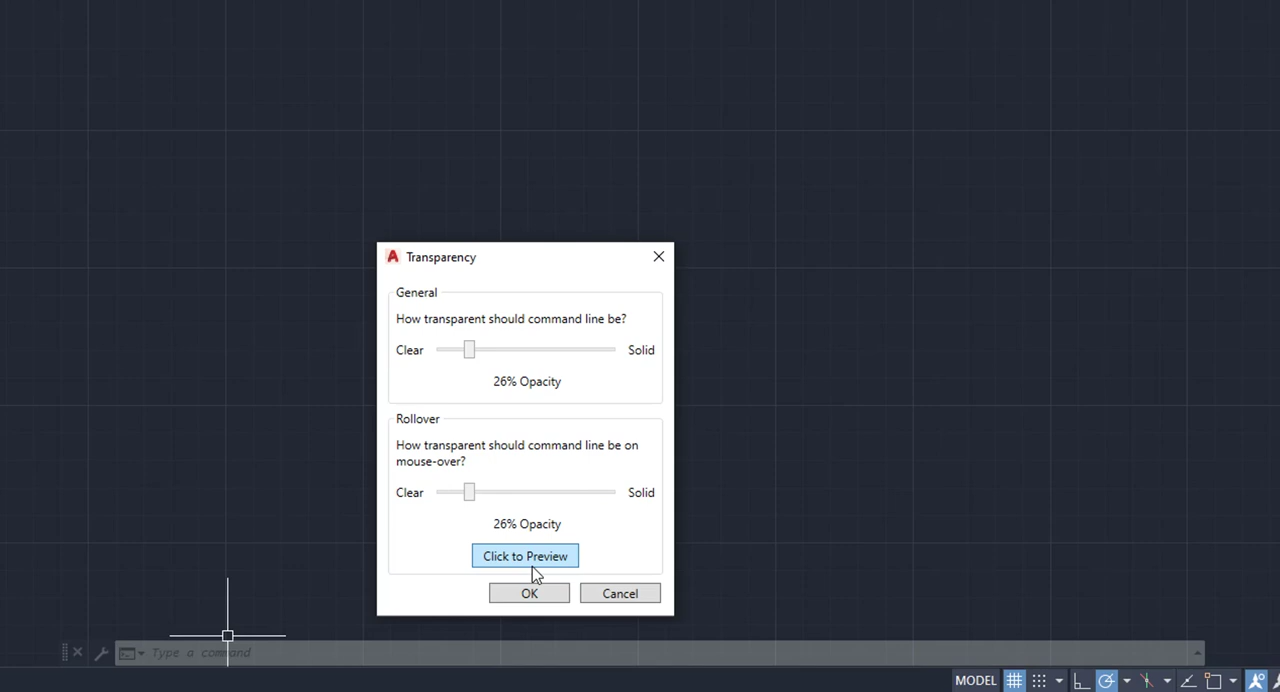 Transparency
General
How transparent should command line be?
Clear Solid
26% Opacity
Rollover
How transparent should command line be on
mouse-over?
Clear Solid
26% Opacity
Click to Preview
OK Cancel
Type a command
MODEL